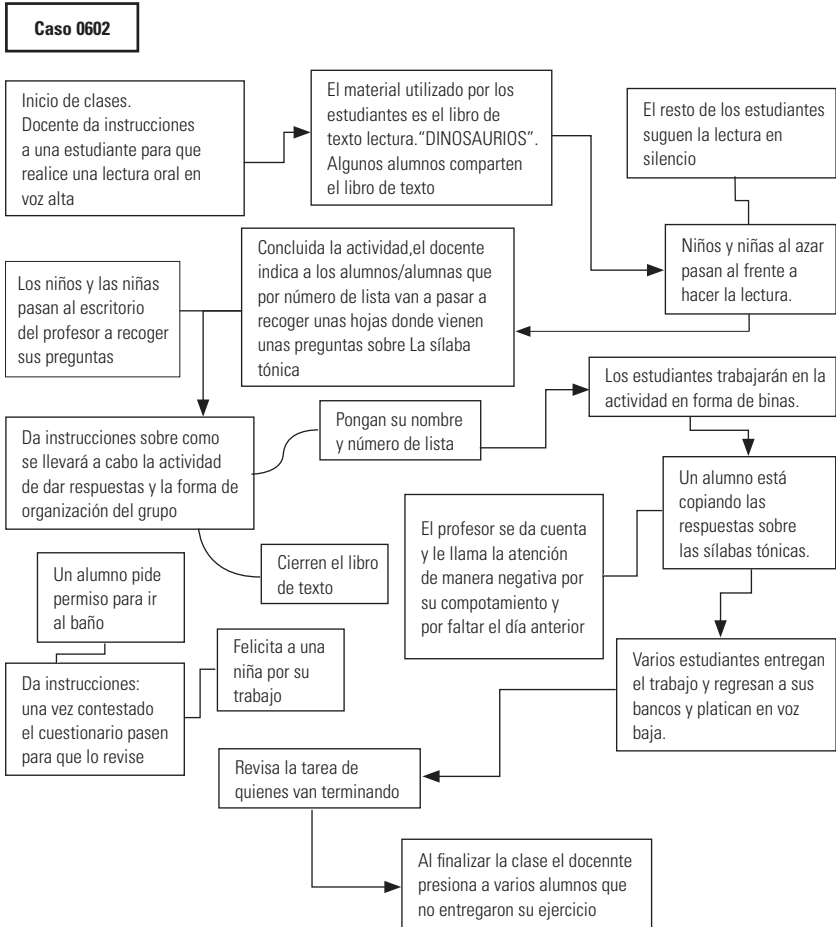 Caso 0602
Inicio de clases.
Docente da instrucciones
a una estudiante para que
realice una lectura oral en
voz alta
El material utilizado por los
estudiantes es el libro de
texto lectura.“DINOSAURIOS”.
Algunos alumnos comparten
el libro de texto
El resto de los estudiantes
suguen la lectura en
silencio
Niños y niñas al azar
pasan al frente a
hacer la lectura.
Concluida la actividad,el docente
indica a los alumnos/alumnas que
por número de lista van a pasar a
recoger unas hojas donde vienen
unas preguntas sobre La sílaba
tónica
Los niños y las niñas
pasan al escritorio
del profesor a recoger
sus preguntas
Da instrucciones sobre como
se llevará a cabo la actividad
de dar respuestas y la forma de
organización del grupo
Pongan su nombre
y número de lista
Cierren el libro
de texto
Los estudiantes trabajarán en la
actividad en forma de binas.
Un alumno está
copiando las
respuestas sobre
las sílabas tónicas.
El profesor se da cuenta
y le llama la atención
de manera negativa por
su compotamiento y
por faltar el día anterior
Varios estudiantes entregan
el trabajo y regresan a sus
bancos y platican en voz
baja.
Un alumno pide
permiso para ir
al baño
Da instrucciones:
una vez contestado
el cuestionario pasen
para que lo revise
Felicita a una
niña por su
trabajo
Revisa la tarea de
quienes van terminando
Al finalizar la clase el docennte
presiona a varios alumnos que
no entregaron su ejercicio